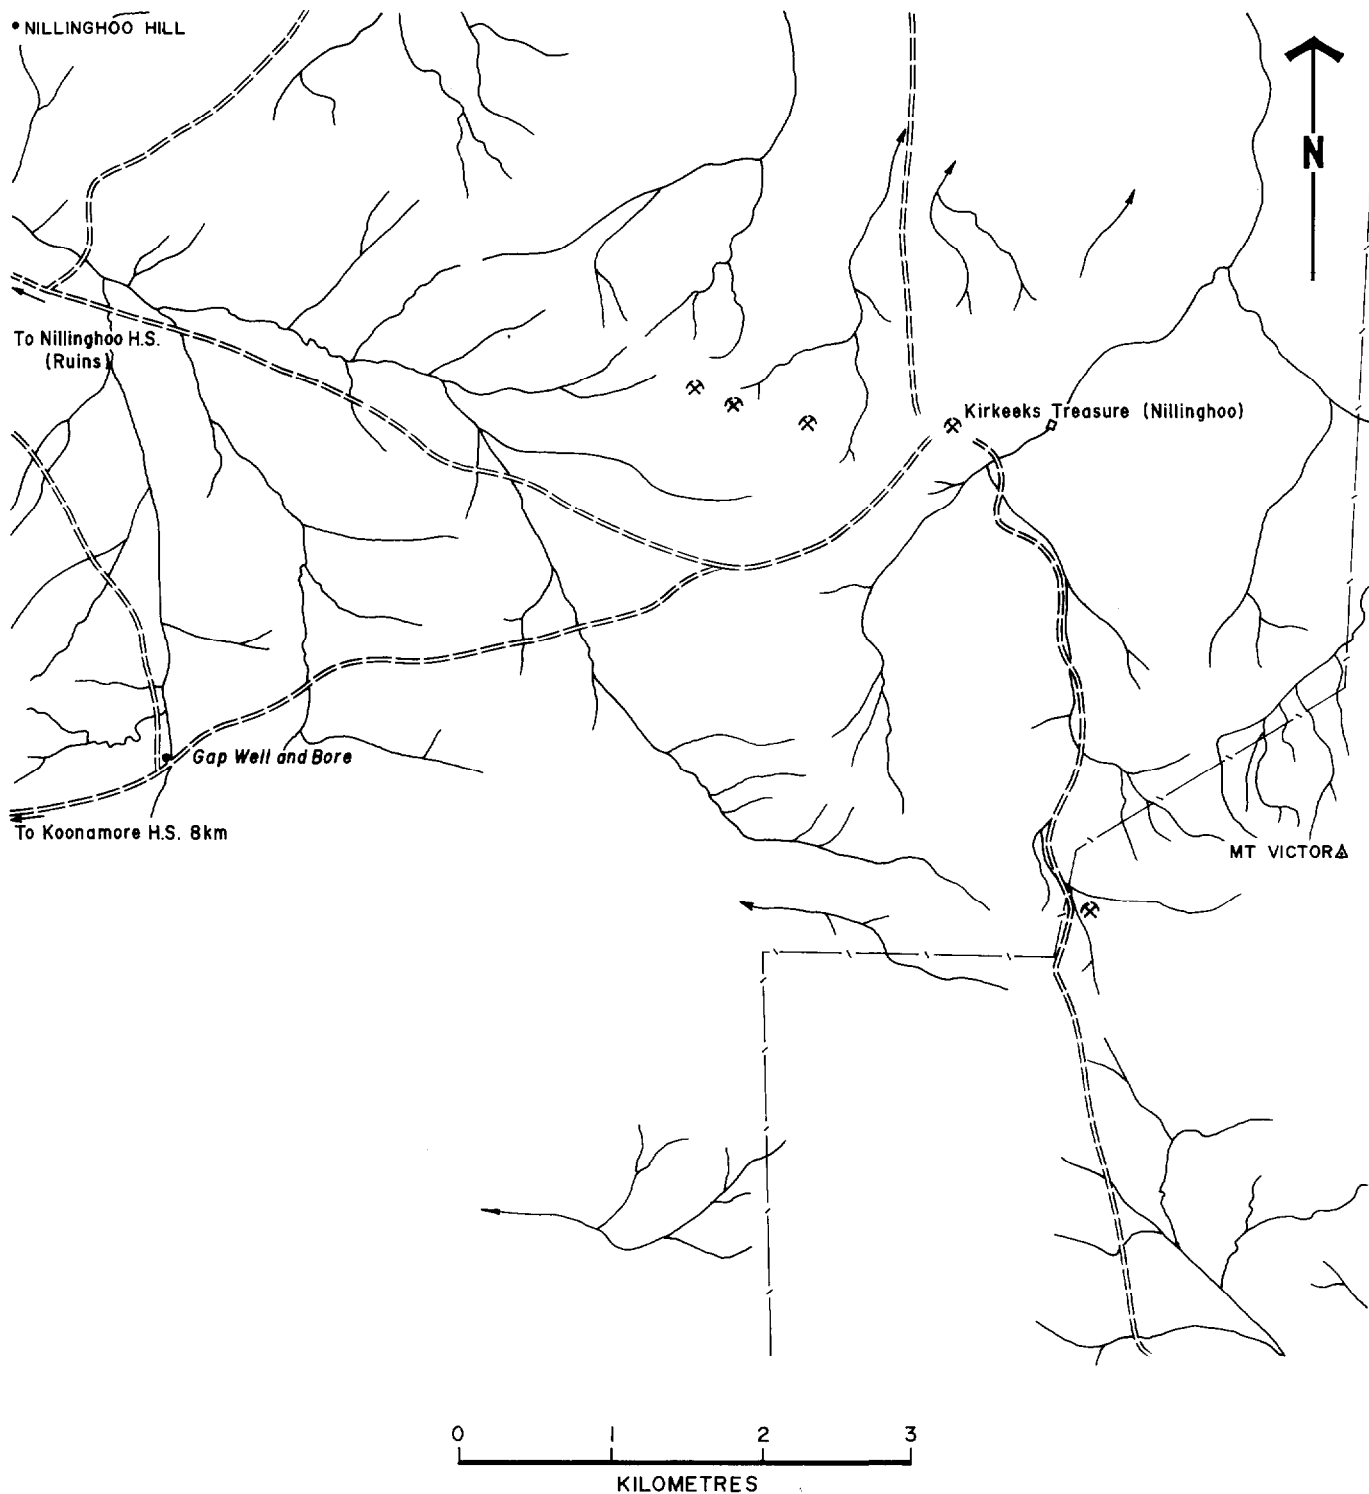 NILLINGHOO HILL
N
To Nillinghoo H.S.
(Ruins)
Kirkeeks Treasure (Nillinghoo)
Gap Well and Bore
To Koonamore H.S. 8km
MT VICTOR
0 1 2 3
KILOMETRES